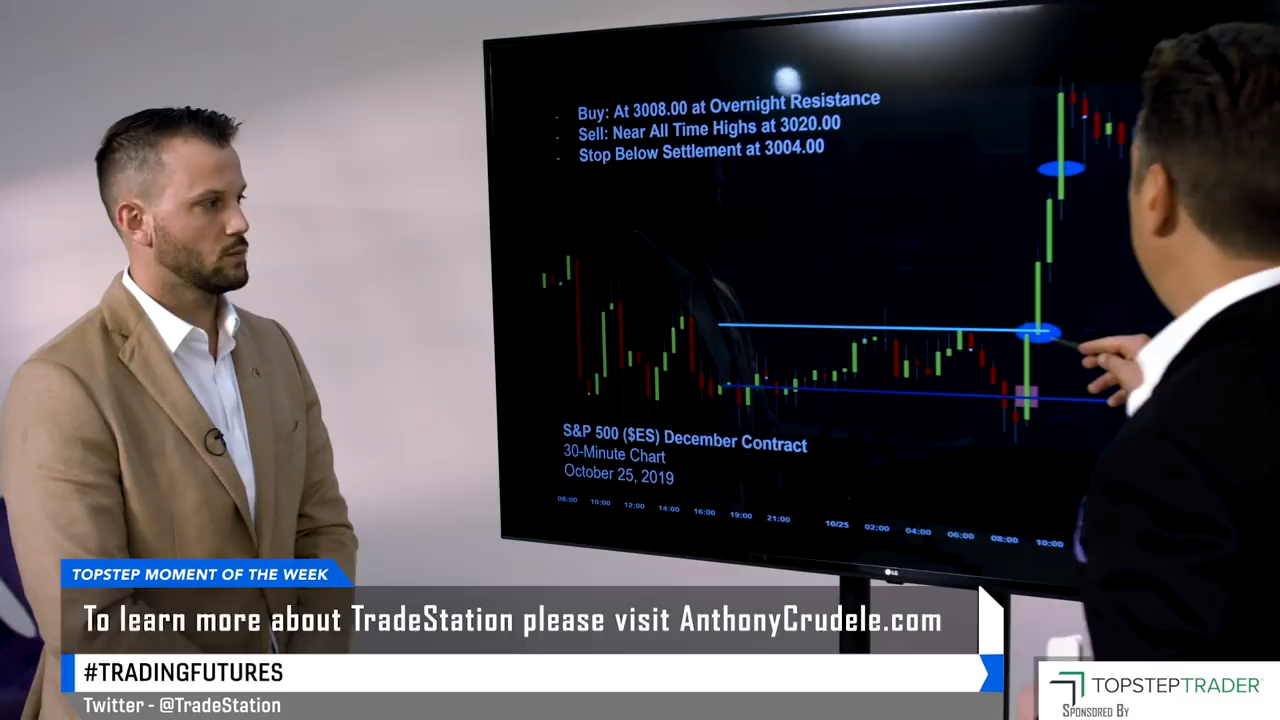 - Buy: At 3008.00 at Overnight Resistance
- Sell: Near All Time Highs at 3020.00
- Stop Below Settlement at 3004.00
S&P 500 ($ES) December Contract
30-Minute Chart
October 25, 2019
08:00 10:00 12:00 14:00 16:00 19:00 21:00 10/25 02:00 04:00 06:00 08:00 10:00
LG
TOPSTEP MOMENT OF THE WEEK
To learn more about TradeStation please visit AnthonyCrudele.com
#TRADINGFUTURES
Twitter - @TradeStation
TOPSTEPTRADER®
SPONSORED BY